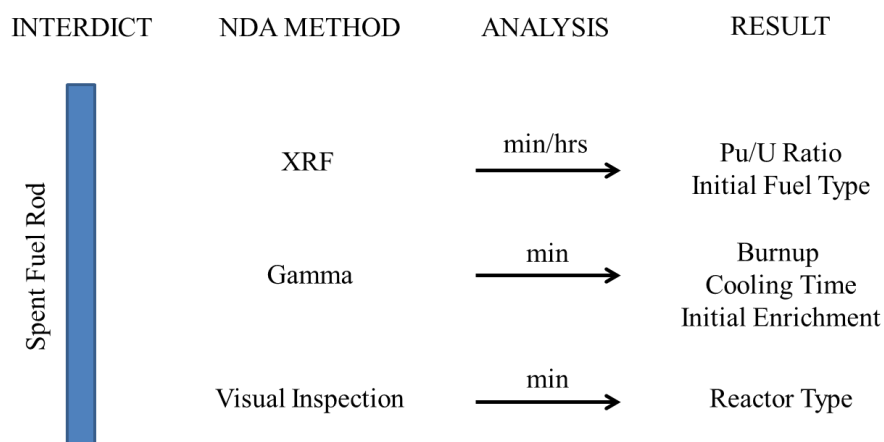 INTERDICT NDA METHOD ANALYSIS RESULT
Spent Fuel Rod
XRF
min/hrs
Pu/U Ratio
Initial Fuel Type
Gamma
min
Burnup
Cooling Time
Initial Enrichment
Visual Inspection
min
Reactor Type